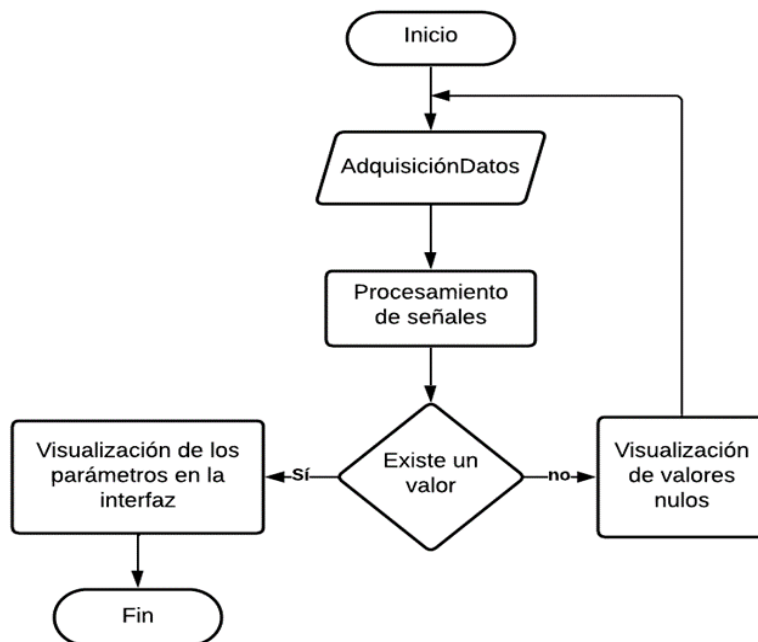 Inicio
AdquisiciónDatos
Procesamiento
de señales
Existe un
valor
Sí
no
Visualización de los
parámetros en la
interfaz
Visualización
de valores
nulos
Fin